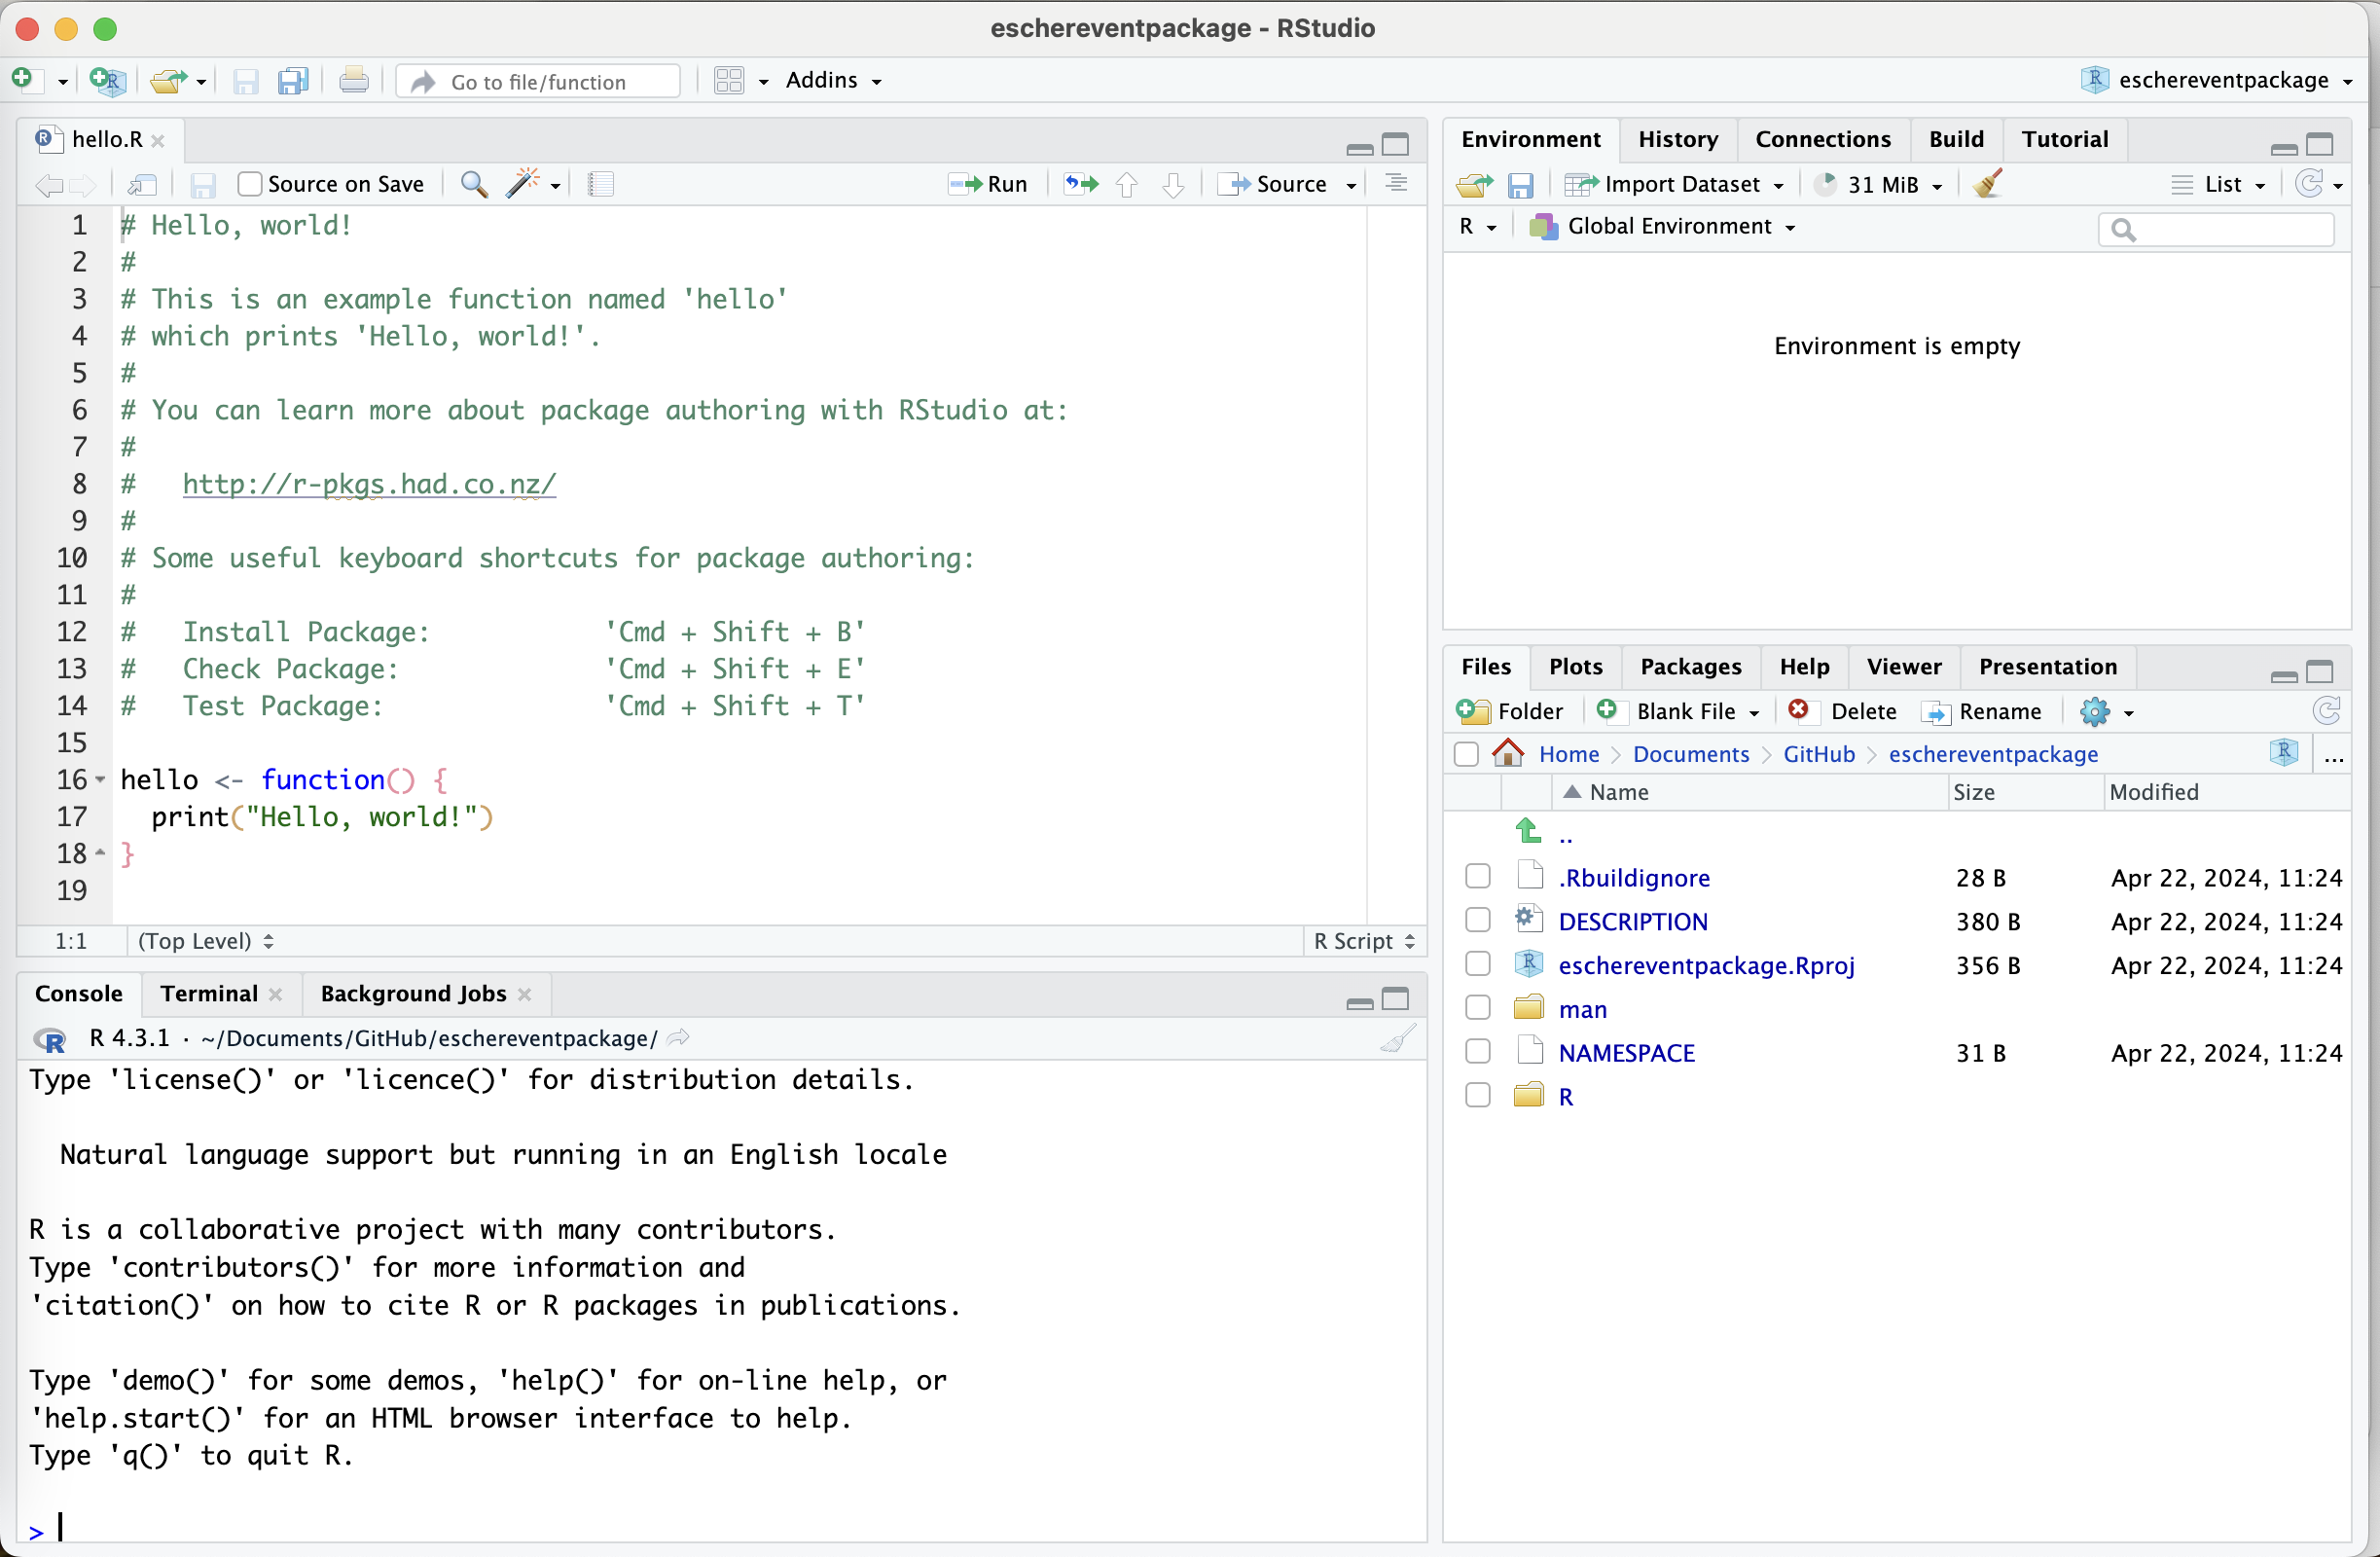 eschereventpackage - RStudio
Go to file/function
Addins
eschereventpackage
hello.R
Source on Save
Run
Source
1 # Hello, world!
2 #
3 # This is an example function named 'hello'
4 # which prints 'Hello, world!'.
5 #
6 # You can learn more about package authoring with RStudio at:
7 #
8 #   http://r-pkgs.had.co.nz/
9 #
10 # Some useful keyboard shortcuts for package authoring:
11 #
12 #   Install Package:           'Cmd + Shift + B'
13 #   Check Package:             'Cmd + Shift + E'
14 #   Test Package:              'Cmd + Shift + T'
15
16 hello <- function() {
17   print("Hello, world!")
18 }
19
1:1 (Top Level) R Script
Console Terminal Background Jobs
R 4.3.1 · ~/Documents/GitHub/eschereventpackage/
Type 'license()' or 'licence()' for distribution details.
Natural language support but running in an English locale
R is a collaborative project with many contributors.
Type 'contributors()' for more information and
'citation()' on how to cite R or R packages in publications.
Type 'demo()' for some demos, 'help()' for on-line help, or
'help.start()' for an HTML browser interface to help.
Type 'q()' to quit R.
>
Environment History Connections Build Tutorial
Import Dataset 31 MiB List
R Global Environment
Environment is empty
Files Plots Packages Help Viewer Presentation
Folder Blank File Delete Rename
Home Documents GitHub eschereventpackage ...
Name Size Modified
..
.Rbuildignore 28 B Apr 22, 2024, 11:24
DESCRIPTION 380 B Apr 22, 2024, 11:24
eschereventpackage.Rproj 356 B Apr 22, 2024, 11:24
man
NAMESPACE 31 B Apr 22, 2024, 11:24
R